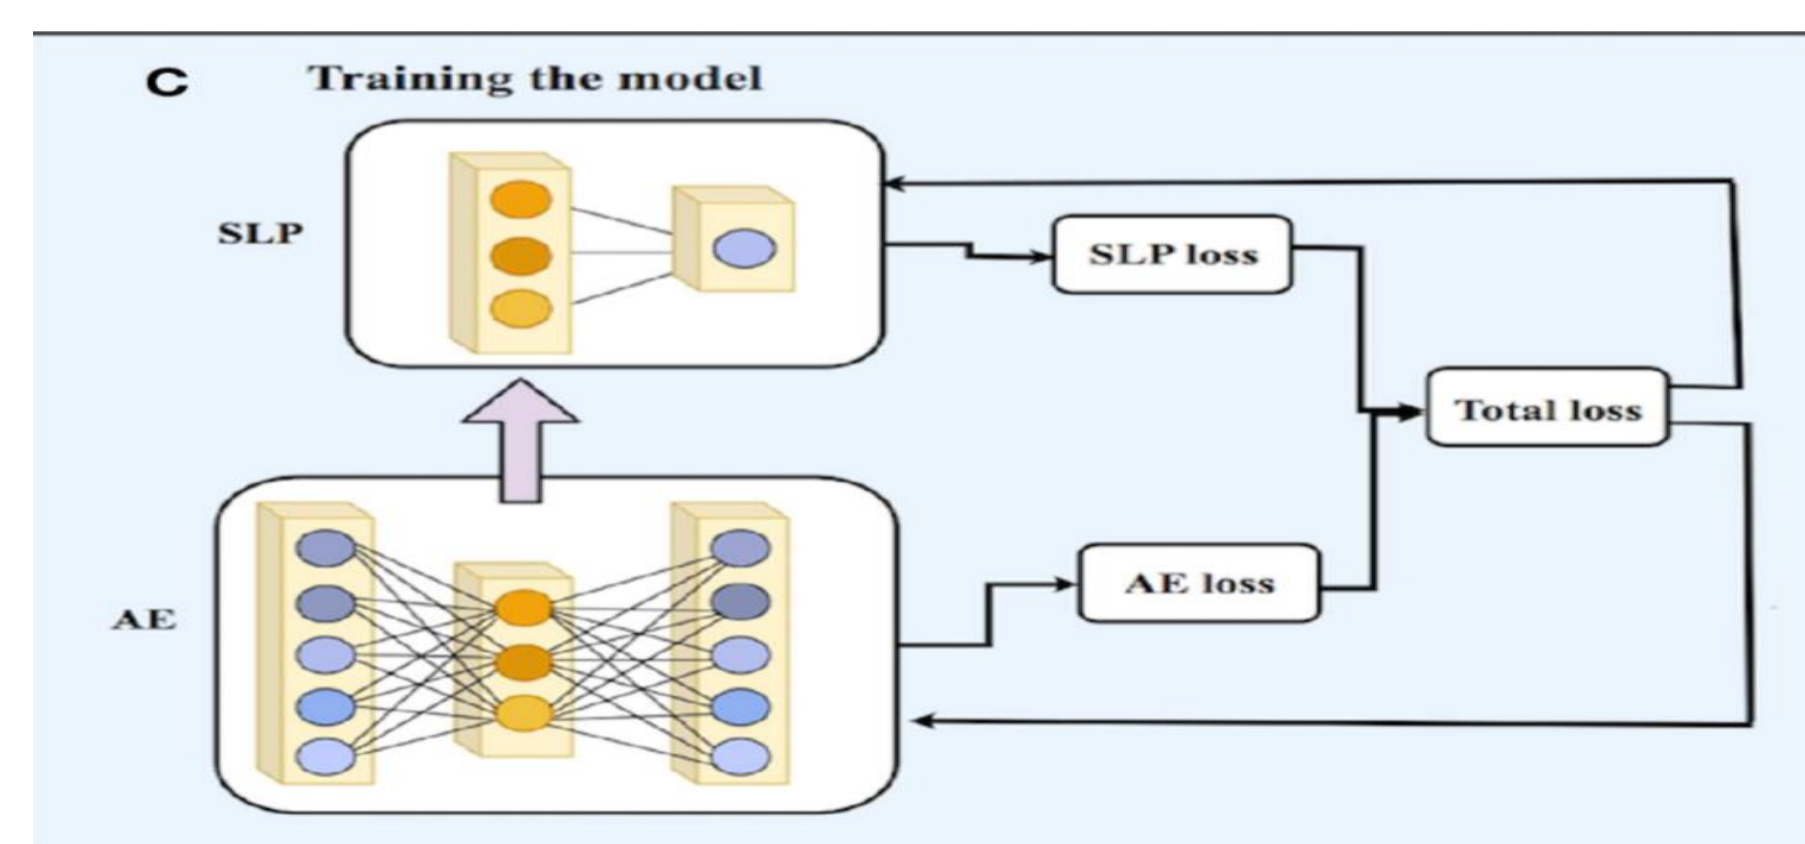 C Training the model
SLP
SLP loss
Total loss
AE loss
AE